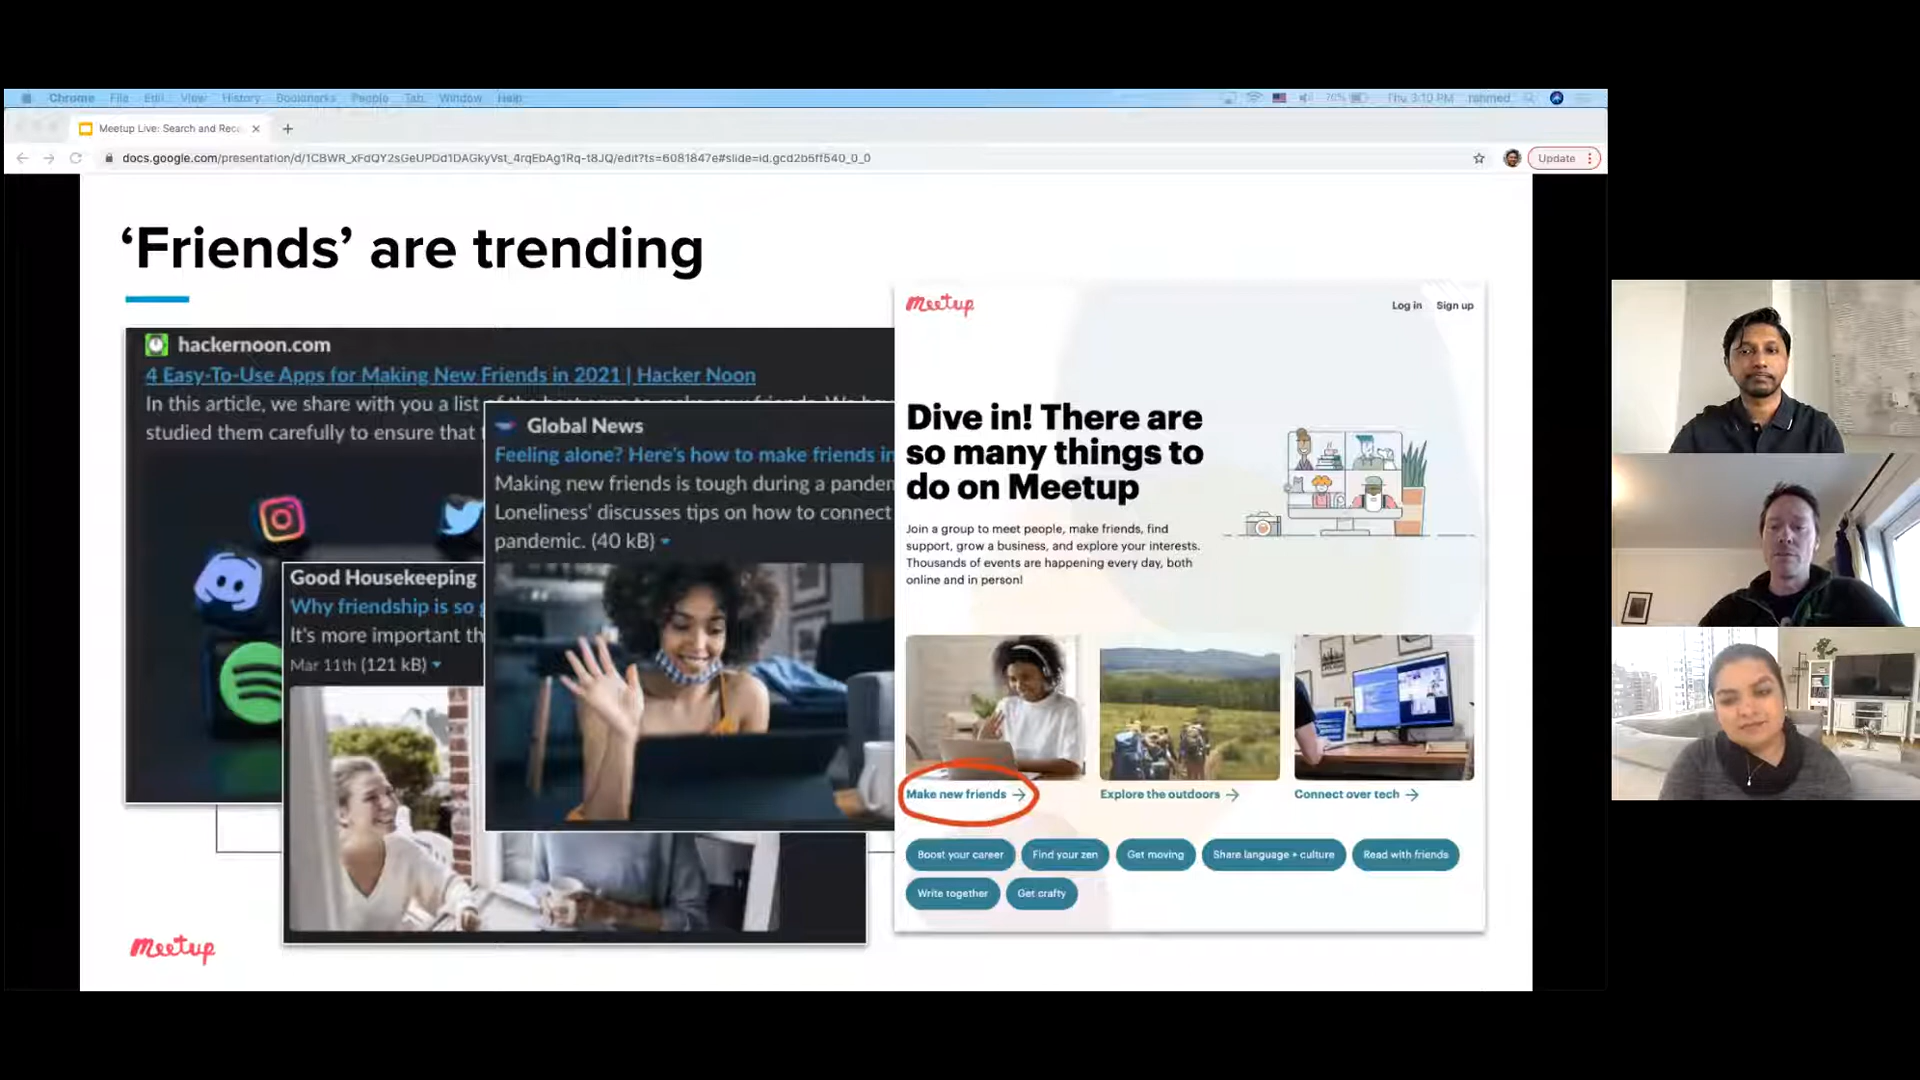 Chrome File Edit View History Bookmarks People Tab Window Help
70% Thu 3:10 PM rahmed
Meetup Live: Search and Rec
docs.google.com/presentation/d/1CBWR_xFdQY2sGeUPDd1DAGkyVst_4rqEbAg1Rq-t8JQ/edit?ts=6081847e#slide=id.gcd2b5ff540_0_0
Update
‘Friends’ are trending
hackernoon.com
4 Easy-To-Use Apps for Making New Friends in 2021 | Hacker Noon
In this article, we share with you a list
studied them carefully to ensure that
Global News
Feeling alone? Here's how to make friends in
Making new friends is tough during a pandem
Loneliness' discusses tips on how to connect
pandemic. (40 kB)
Good Housekeeping
Why friendship is so
It's more important th
Mar 11th (121 kB)
meetup
Log in Sign up
Dive in! There are
so many things to
do on Meetup
Join a group to meet people, make friends, find
support, grow a business, and explore your interests.
Thousands of events are happening every day, both
online and in person!
Make new friends →
Explore the outdoors →
Connect over tech →
Boost your career
Find your zen
Get moving
Share language + culture
Read with friends
Write together
Get crafty
meetup